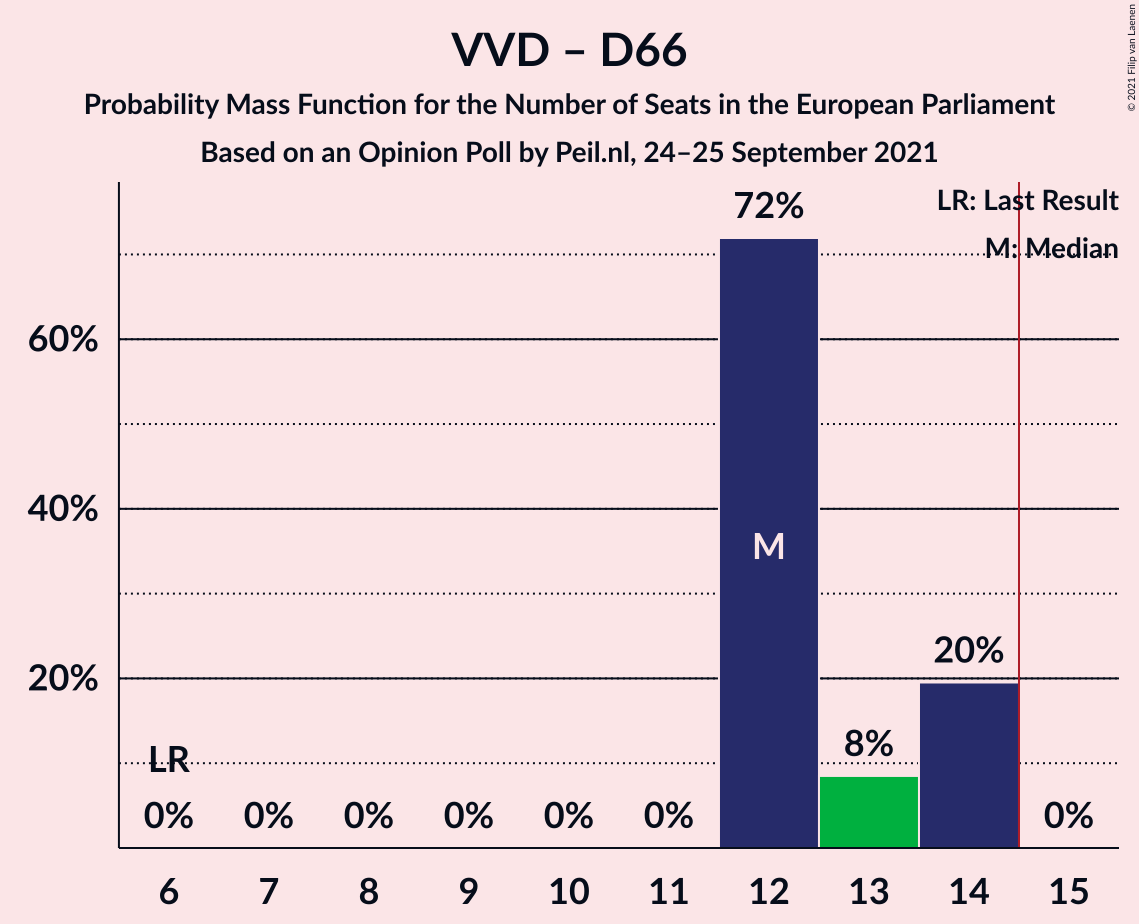 VVD – D66
Probability Mass Function for the Number of Seats in the European Parliament
Based on an Opinion Poll by Peil.nl, 24–25 September 2021
© 2021 Filip van Laenen
LR: Last Result
M: Median
72%
60%
40%
M
20%
20%
8%
LR
0% 0% 0% 0% 0% 0% 0%
6 7 8 9 10 11 12 13 14 15